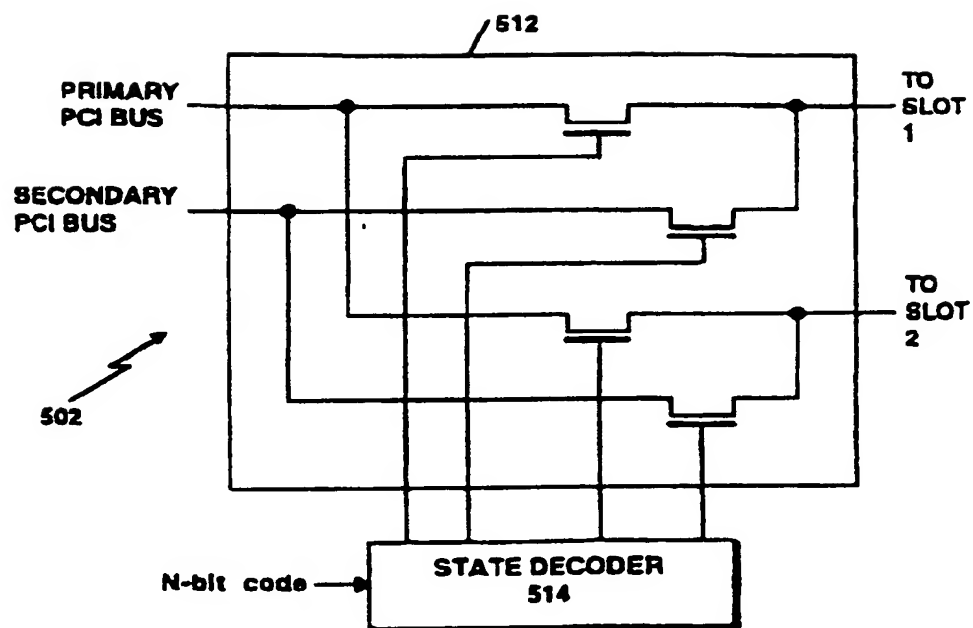 512
PRIMARY
PCI BUS
TO
SLOT
1
SECONDARY
PCI BUS
TO
SLOT
2
502
STATE DECODER
514
N-bit code